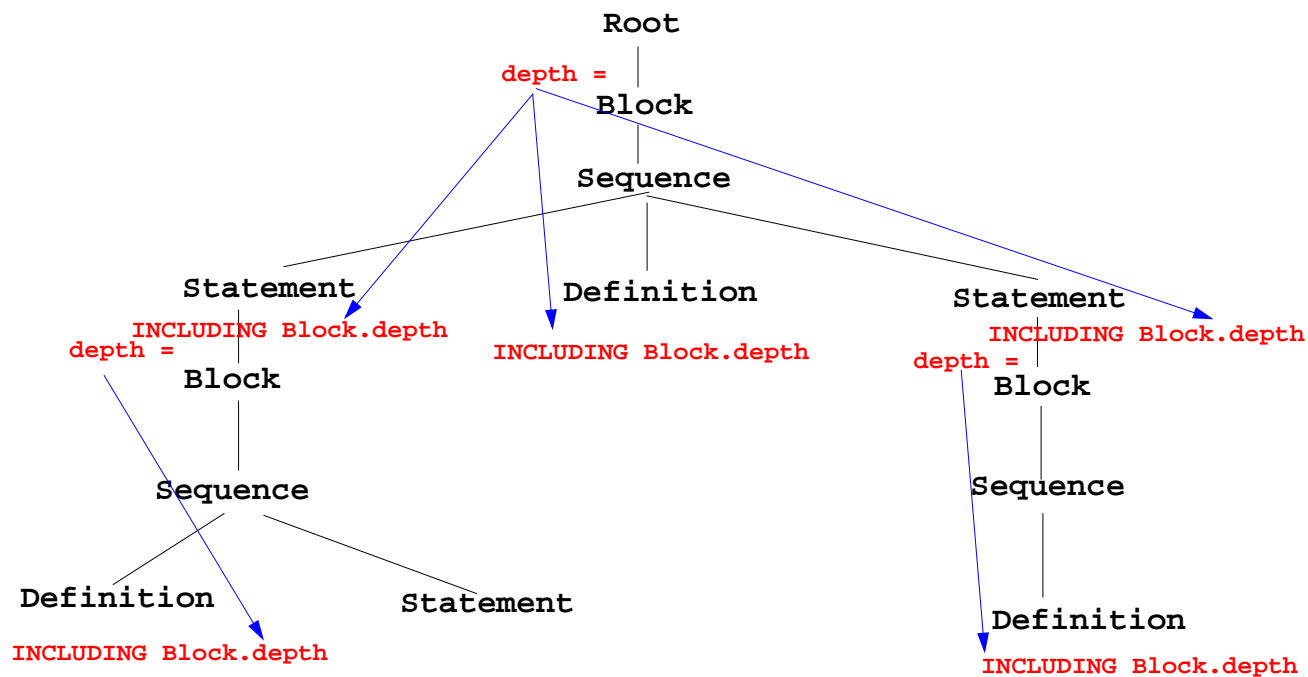 Root
depth =
Block
Sequence
Statement
Definition
Statement
INCLUDING Block.depth
INCLUDING Block.depth
INCLUDING Block.depth
depth =
depth =
Block
Block
Sequence
Sequence
Definition
Statement
Definition
INCLUDING Block.depth
INCLUDING Block.depth